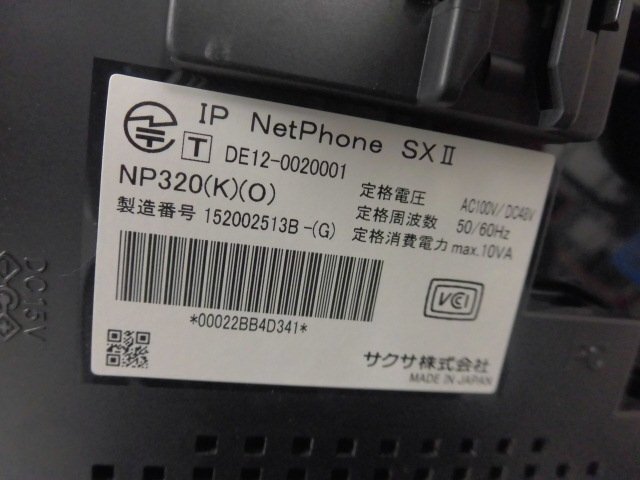 IP NetPhone SXⅡ
T DE12-0020001
NP320(K)(O)
製造番号 152002513B-(G)
定格電圧 AC100V/DC48V
定格周波数 50/60Hz
定格消費電力 max.10VA
*00022BB4D341*
VCI
サクサ株式会社
MADE IN JAPAN
DC15V